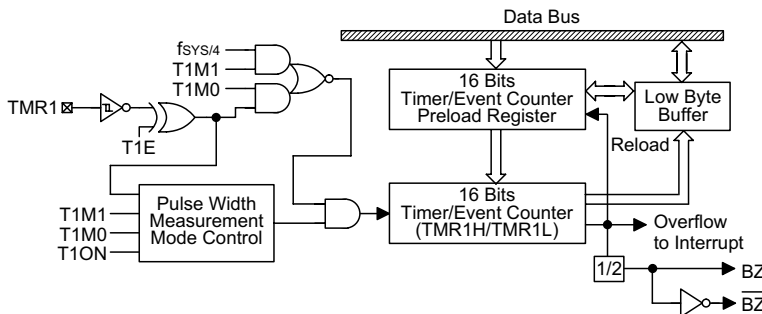 Data Bus
fSYS/4
T1M1
T1M0
TMR1
T1E
16 Bits
Timer/Event Counter
Preload Register
Low Byte
Buffer
Reload
T1M1
T1M0
T1ON
Pulse Width
Measurement
Mode Control
16 Bits
Timer/Event Counter
(TMR1H/TMR1L)
Overflow
to Interrupt
1/2
BZ
B̅Z̅